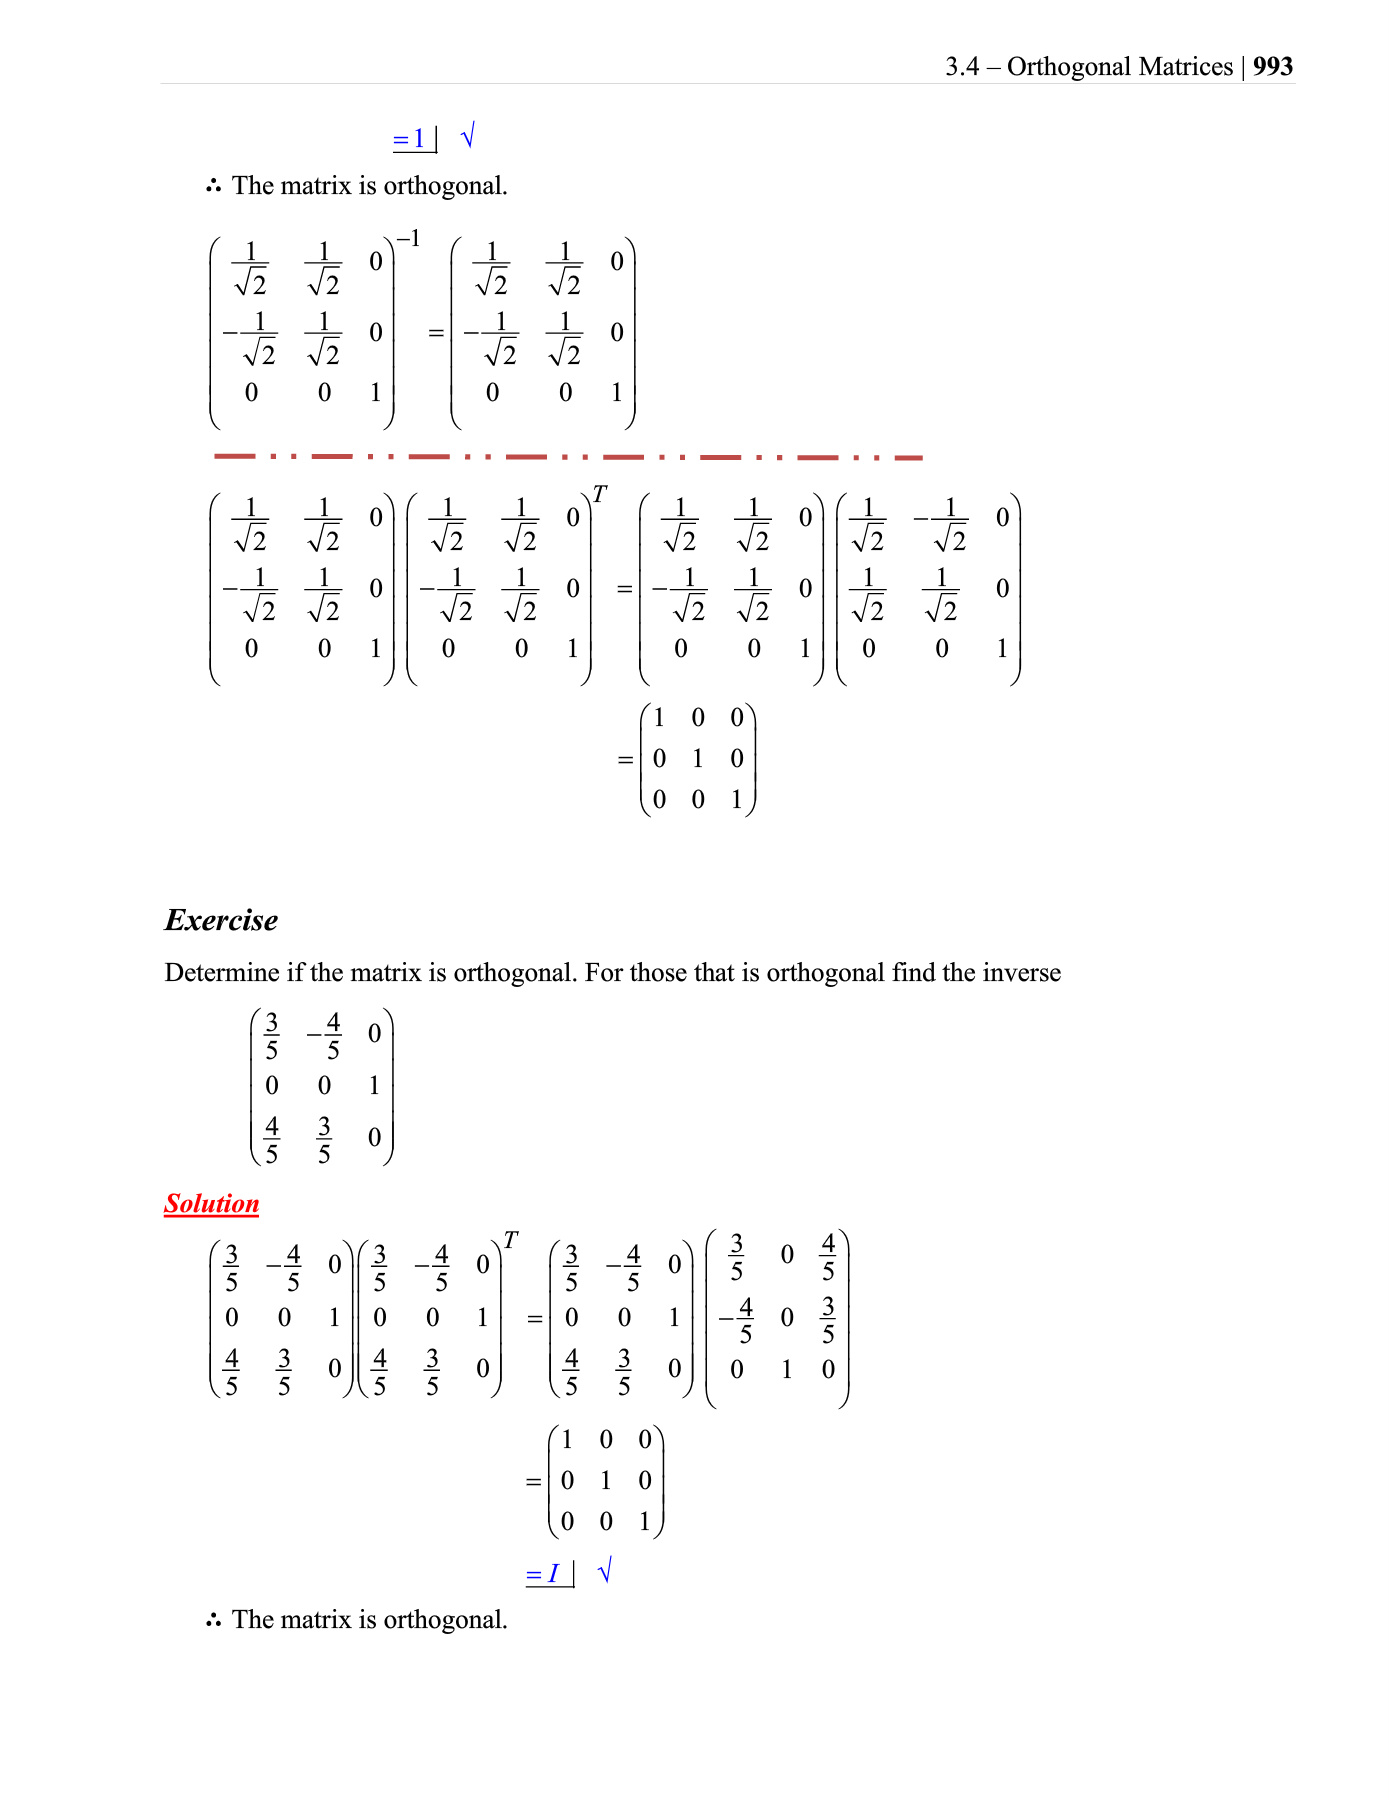 3.4 – Orthogonal Matrices | 993
= 1 √
∴ The matrix is orthogonal.
\begin{pmatrix} \frac{1}{\sqrt{2}} & \frac{1}{\sqrt{2}} & 0 \\ -\frac{1}{\sqrt{2}} & \frac{1}{\sqrt{2}} & 0 \\ 0 & 0 & 1 \end{pmatrix}^{-1} = \begin{pmatrix} \frac{1}{\sqrt{2}} & \frac{1}{\sqrt{2}} & 0 \\ -\frac{1}{\sqrt{2}} & \frac{1}{\sqrt{2}} & 0 \\ 0 & 0 & 1 \end{pmatrix}
\begin{pmatrix} \frac{1}{\sqrt{2}} & \frac{1}{\sqrt{2}} & 0 \\ -\frac{1}{\sqrt{2}} & \frac{1}{\sqrt{2}} & 0 \\ 0 & 0 & 1 \end{pmatrix} \begin{pmatrix} \frac{1}{\sqrt{2}} & \frac{1}{\sqrt{2}} & 0 \\ -\frac{1}{\sqrt{2}} & \frac{1}{\sqrt{2}} & 0 \\ 0 & 0 & 1 \end{pmatrix}^{T} = \begin{pmatrix} \frac{1}{\sqrt{2}} & \frac{1}{\sqrt{2}} & 0 \\ -\frac{1}{\sqrt{2}} & \frac{1}{\sqrt{2}} & 0 \\ 0 & 0 & 1 \end{pmatrix} \begin{pmatrix} \frac{1}{\sqrt{2}} & -\frac{1}{\sqrt{2}} & 0 \\ \frac{1}{\sqrt{2}} & \frac{1}{\sqrt{2}} & 0 \\ 0 & 0 & 1 \end{pmatrix}
= \begin{pmatrix} 1 & 0 & 0 \\ 0 & 1 & 0 \\ 0 & 0 & 1 \end{pmatrix}
Exercise
Determine if the matrix is orthogonal. For those that is orthogonal find the inverse
\begin{pmatrix} \frac{3}{5} & -\frac{4}{5} & 0 \\ 0 & 0 & 1 \\ \frac{4}{5} & \frac{3}{5} & 0 \end{pmatrix}
Solution
\begin{pmatrix} \frac{3}{5} & -\frac{4}{5} & 0 \\ 0 & 0 & 1 \\ \frac{4}{5} & \frac{3}{5} & 0 \end{pmatrix} \begin{pmatrix} \frac{3}{5} & -\frac{4}{5} & 0 \\ 0 & 0 & 1 \\ \frac{4}{5} & \frac{3}{5} & 0 \end{pmatrix}^{T} = \begin{pmatrix} \frac{3}{5} & -\frac{4}{5} & 0 \\ 0 & 0 & 1 \\ \frac{4}{5} & \frac{3}{5} & 0 \end{pmatrix} \begin{pmatrix} \frac{3}{5} & 0 & \frac{4}{5} \\ -\frac{4}{5} & 0 & \frac{3}{5} \\ 0 & 1 & 0 \end{pmatrix}
= \begin{pmatrix} 1 & 0 & 0 \\ 0 & 1 & 0 \\ 0 & 0 & 1 \end{pmatrix}
= I √
∴ The matrix is orthogonal.